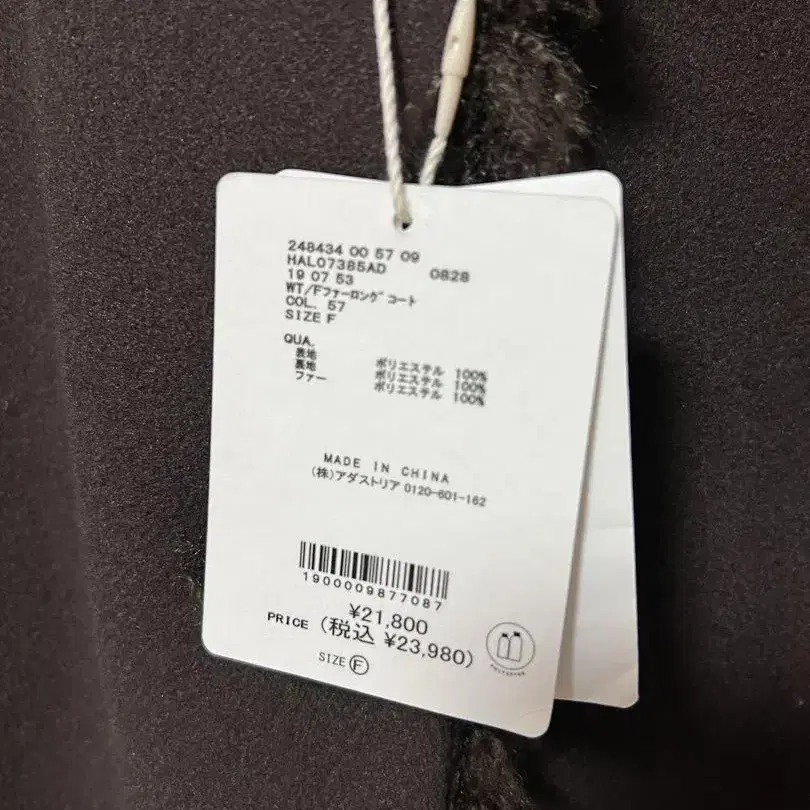 248434 00 57 09
HAL07385AD 0828
19 07 53
WT/Fファーロングコート
COL. 57
SIZE F
QUA.
表地 ポリエステル 100%
裏地 ポリエステル 100%
ファー ポリエステル 100%
MADE IN CHINA
(株)アダストリア 0120-601-162
1900009877087
¥21,800
PRICE (税込 ¥23,980)
SIZE F
POLYESTER